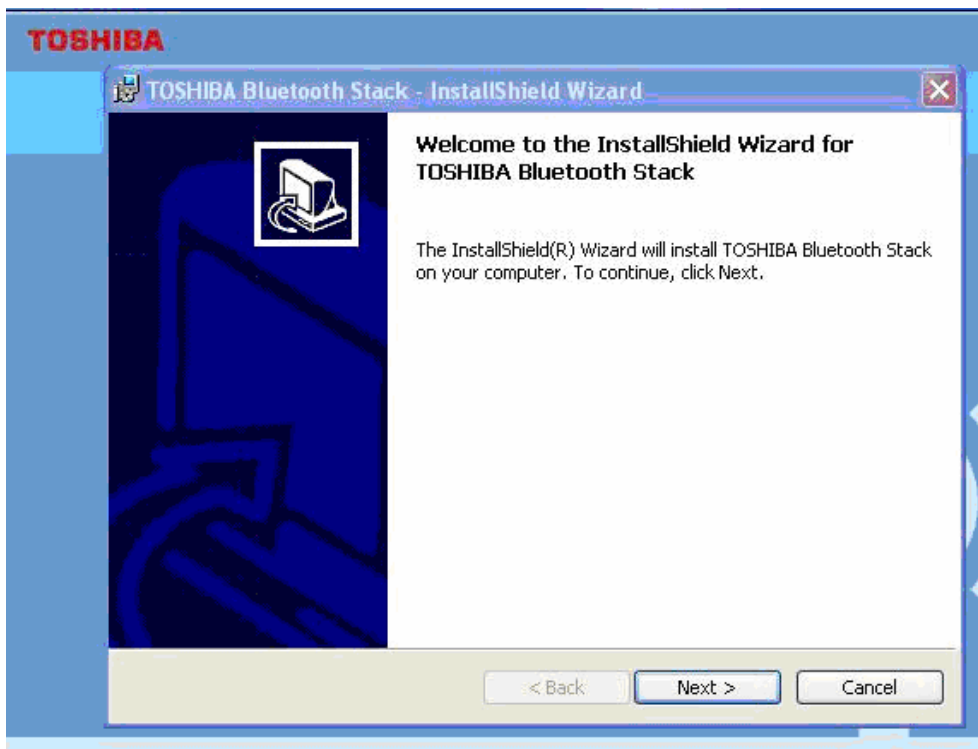 TOSHIBA
TOSHIBA Bluetooth Stack - InstallShield Wizard
Welcome to the InstallShield Wizard for
TOSHIBA Bluetooth Stack
The InstallShield(R) Wizard will install TOSHIBA Bluetooth Stack
on your computer. To continue, click Next.
< Back
Next >
Cancel